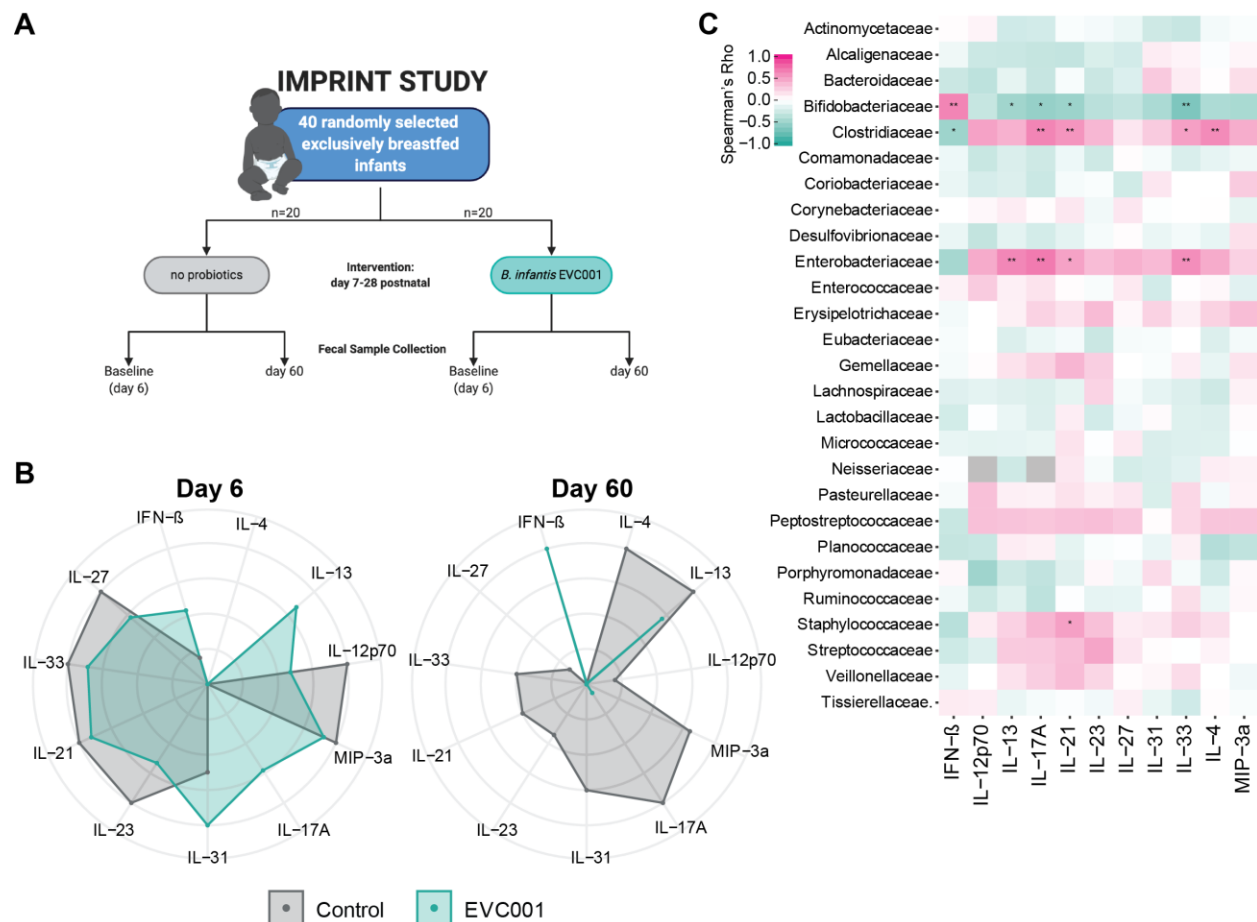 A
IMPRINT STUDY
40 randomly selected
exclusively breastfed
infants
n=20
n=20
no probiotics
Intervention:
day 7-28 postnatal
B. infantis EVC001
Fecal Sample Collection
Baseline
(day 6)
day 60
Baseline
(day 6)
day 60
B
Day 6
IFN−ß
IL−4
IL−27
IL−13
IL−33
IL−12p70
IL−21
MIP−3a
IL−23
IL−17A
IL−31
Day 60
IFN−ß
IL−4
IL−27
IL−13
IL−33
IL−12p70
IL−21
MIP−3a
IL−23
IL−17A
IL−31
Control
EVC001
C
Spearman's Rho
1.0
0.5
0.0
−0.5
−1.0
Actinomycetaceae
Alcaligenaceae
Bacteroidaceae
Bifidobacteriaceae
** * * * **
Clostridiaceae
* ** ** * **
Comamonadaceae
Coriobacteriaceae
Corynebacteriaceae
Desulfovibrionaceae
Enterobacteriaceae
** ** * **
Enterococcaceae
Erysipelotrichaceae
Eubacteriaceae
Gemellaceae
Lachnospiraceae
Lactobacillaceae
Micrococcaceae
Neisseriaceae
Pasteurellaceae
Peptostreptococcaceae
Planococcaceae
Porphyromonadaceae
Ruminococcaceae
Staphylococcaceae
*
Streptococcaceae
Veillonellaceae
Tissierellaceae.
IFN−ß
IL−12p70
IL−13
IL−17A
IL−21
IL−23
IL−27
IL−31
IL−33
IL−4
MIP−3a